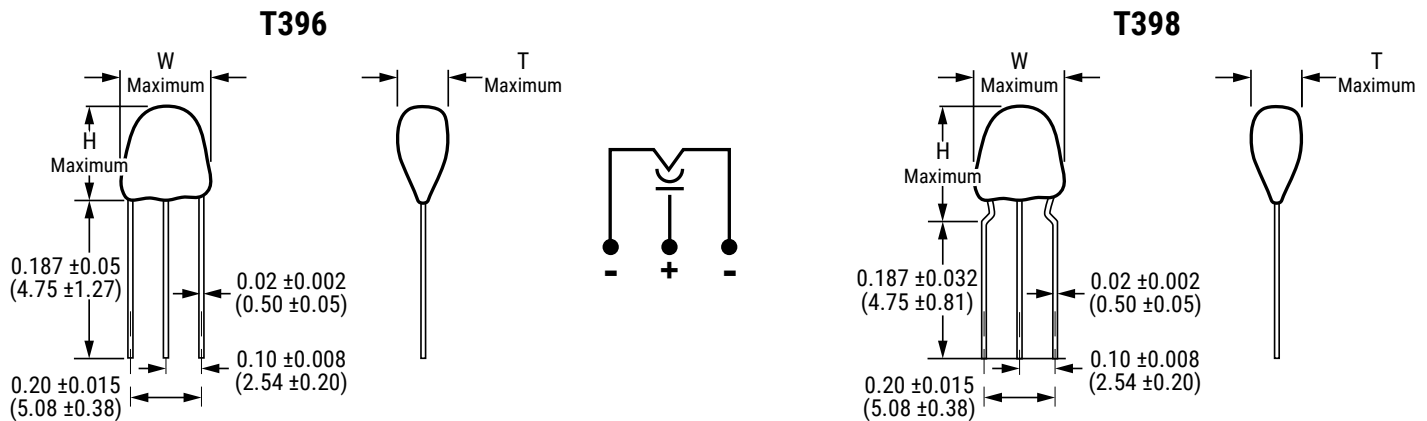 T396
W
Maximum
T
Maximum
H
Maximum
0.187 ±0.05
(4.75 ±1.27)
0.02 ±0.002
(0.50 ±0.05)
0.10 ±0.008
(2.54 ±0.20)
0.20 ±0.015
(5.08 ±0.38)
- + -
T398
W
Maximum
T
Maximum
H
Maximum
0.187 ±0.032
(4.75 ±0.81)
0.02 ±0.002
(0.50 ±0.05)
0.10 ±0.008
(2.54 ±0.20)
0.20 ±0.015
(5.08 ±0.38)